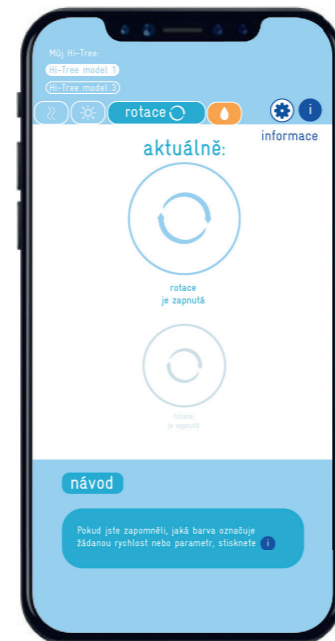 Můj Hi-Tree:
Hi-Tree model 1
Hi-Tree model 3
rotace
i
informace
aktuálně:
rotace
je zapnutá
rotace
je vypnutá
návod
Pokud jste zapomněli, jaká barva označuje
žádanou rychlost nebo parametr, stisknete i